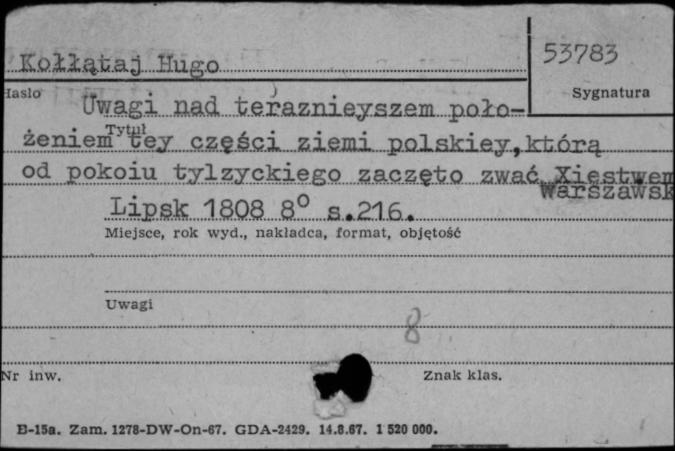 Kołłątaj Hugo
53783
Hasło
Sygnatura
Uwagi nad teraznieyszem poło-
Tytuł
żeniem tey części ziemi polskiey,którą
od pokoiu tylzyckiego zaczęto zwać Xięstwem
Warszawsk
Lipsk 1808 8° s.216.
Miejsce, rok wyd., nakładca, format, objętość
Uwagi
8
Nr inw.
Znak klas.
B-15a. Zam. 1278-DW-On-67. GDA-2429. 14.8.67. 1 520 000.